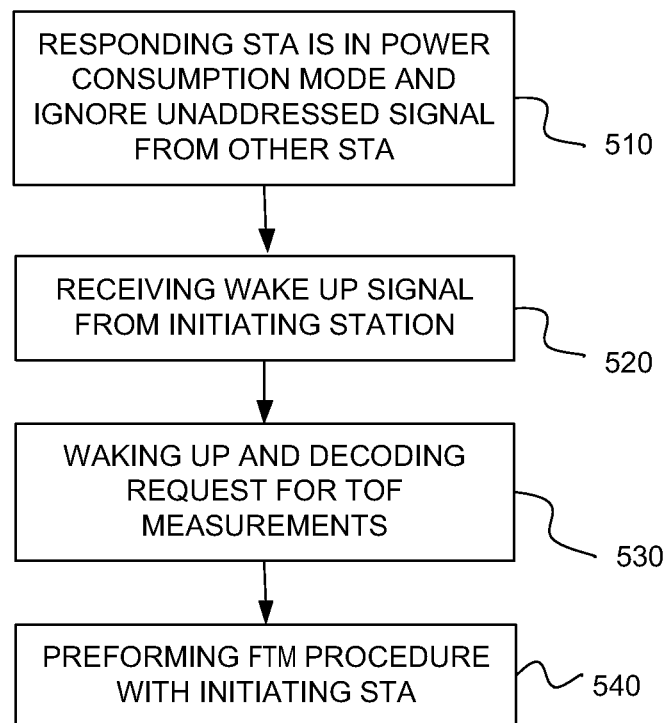 RESPONDING STA IS IN POWER
CONSUMPTION MODE AND
IGNORE UNADDRESSED SIGNAL
FROM OTHER STA
510
RECEIVING WAKE UP SIGNAL
FROM INITIATING STATION
520
WAKING UP AND DECODING
REQUEST FOR TOF
MEASUREMENTS
530
PREFORMING FTM PROCEDURE
WITH INITIATING STA
540